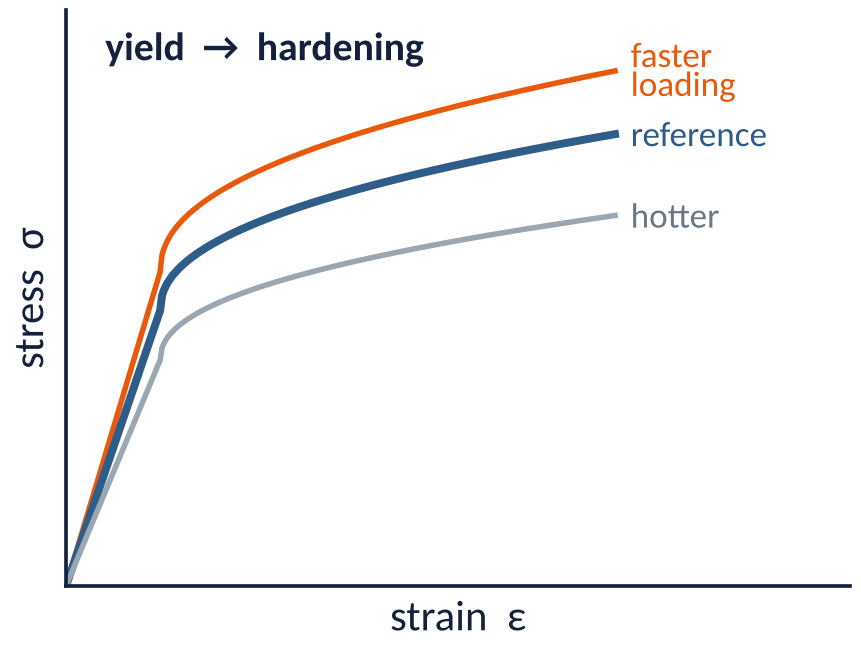 yield → hardening
faster
loading
reference
hotter
stress σ
strain ε